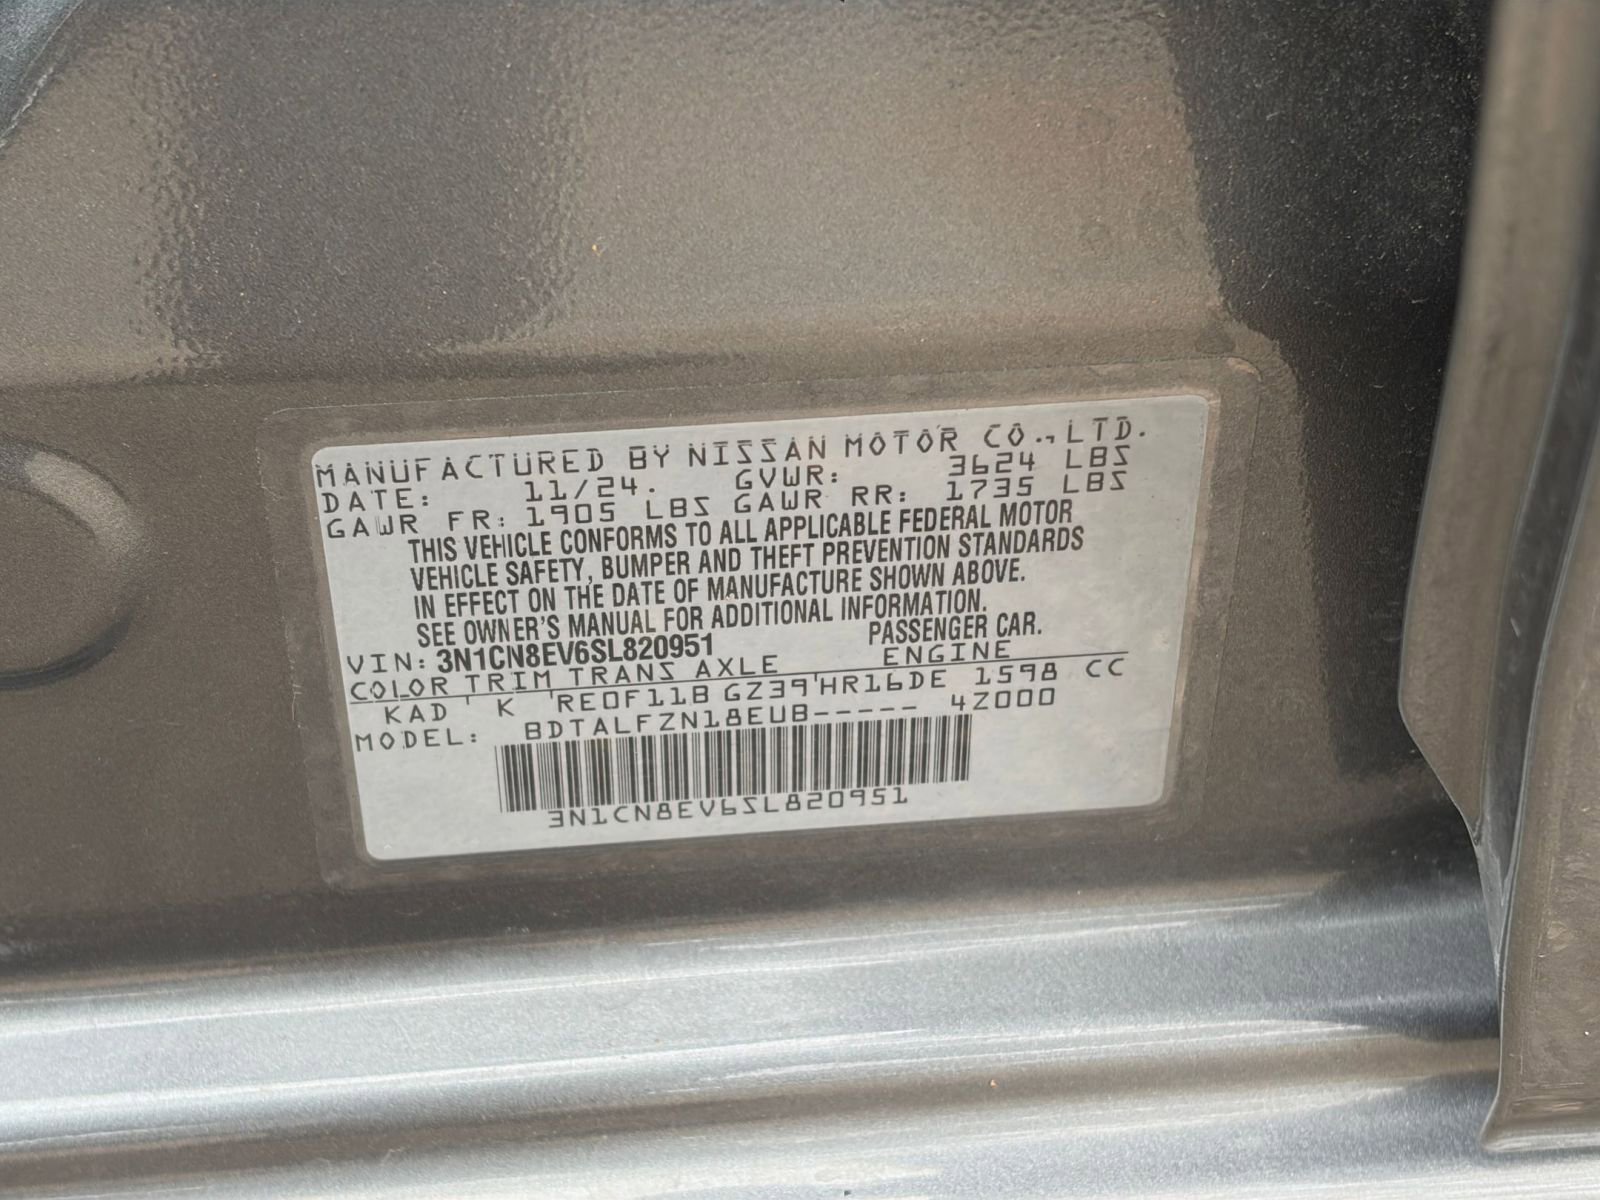 MANUFACTURED BY NISSAN MOTOR CO., LTD.
DATE: 11/24. GVWR: 3624 LBS
GAWR FR: 1905 LBS GAWR RR: 1735 LBS
THIS VEHICLE CONFORMS TO ALL APPLICABLE FEDERAL MOTOR
VEHICLE SAFETY, BUMPER AND THEFT PREVENTION STANDARDS
IN EFFECT ON THE DATE OF MANUFACTURE SHOWN ABOVE.
SEE OWNER'S MANUAL FOR ADDITIONAL INFORMATION.
VIN: 3N1CN8EV6SL820951 PASSENGER CAR.
COLOR TRIM TRANS AXLE ENGINE
KAD K RE0F11B GZ39 HR16DE 1598 CC
MODEL: BDTALFZN18EUB----- 4Z000
3N1CN8EV6SL820951